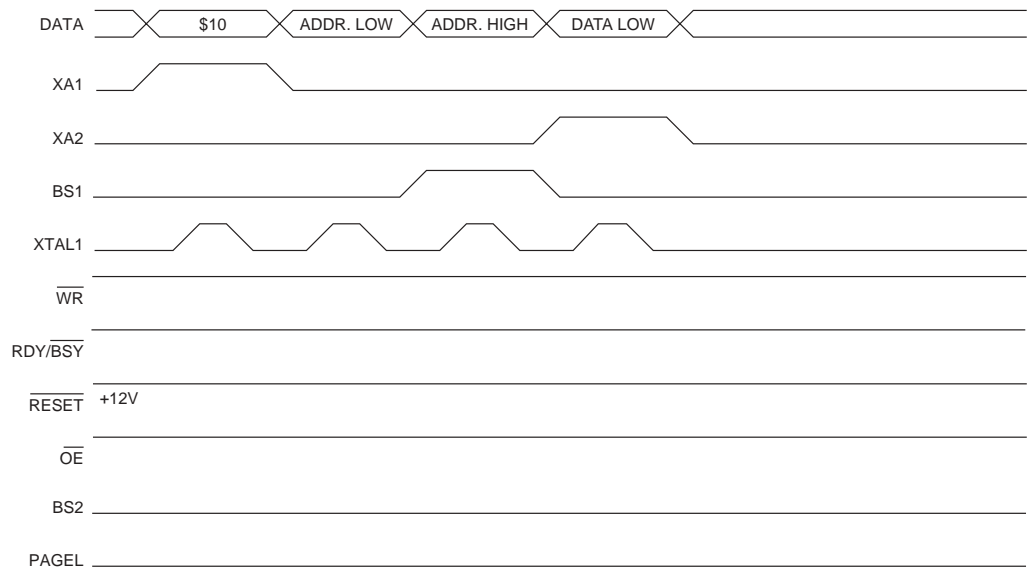 DATA $10 ADDR. LOW ADDR. HIGH DATA LOW
XA1
XA2
BS1
XTAL1
WR
RDY/BSY
RESET +12V
OE
BS2
PAGEL